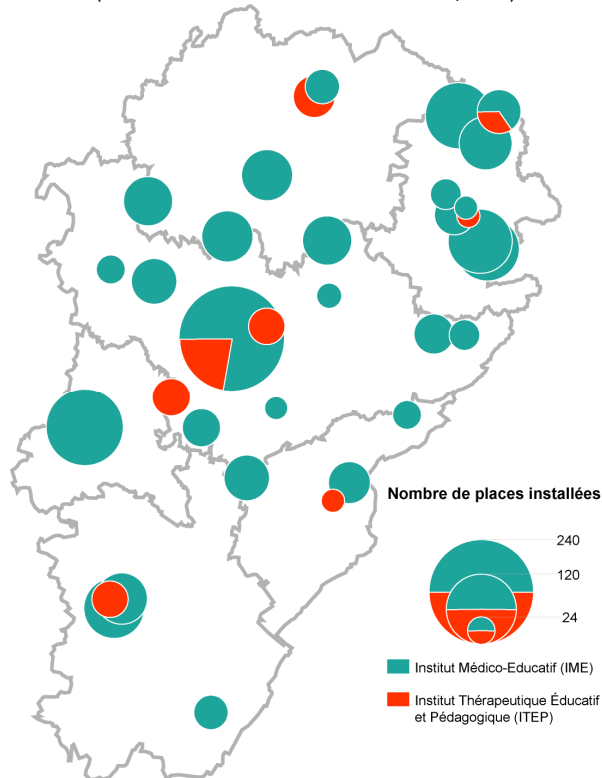 Nombre de places installées
240
120
24
Institut Médico-Educatif (IME)
Institut Thérapeutique Éducatif
et Pédagogique (ITEP)